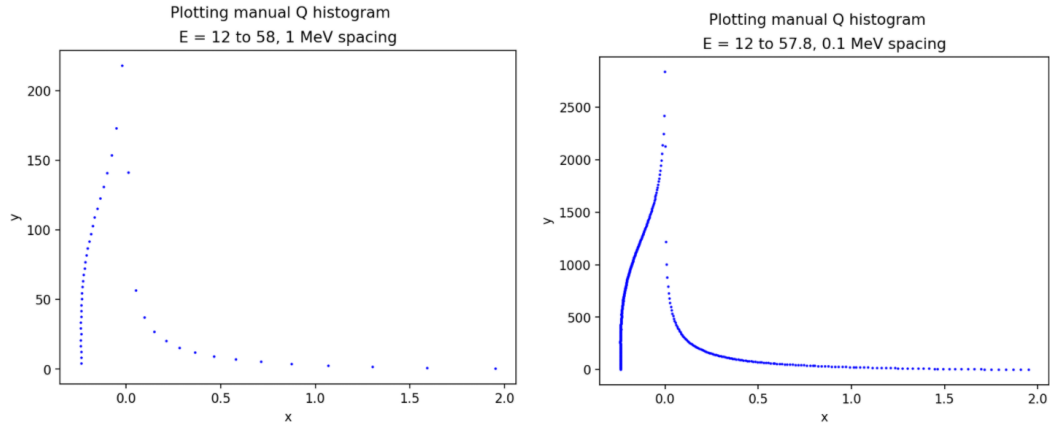 Plotting manual Q histogram
E = 12 to 58, 1 MeV spacing
200
150
100
50
0
y
0.0 0.5 1.0 1.5 2.0
x
Plotting manual Q histogram
E = 12 to 57.8, 0.1 MeV spacing
2500
2000
1500
1000
500
0
y
0.0 0.5 1.0 1.5 2.0
x